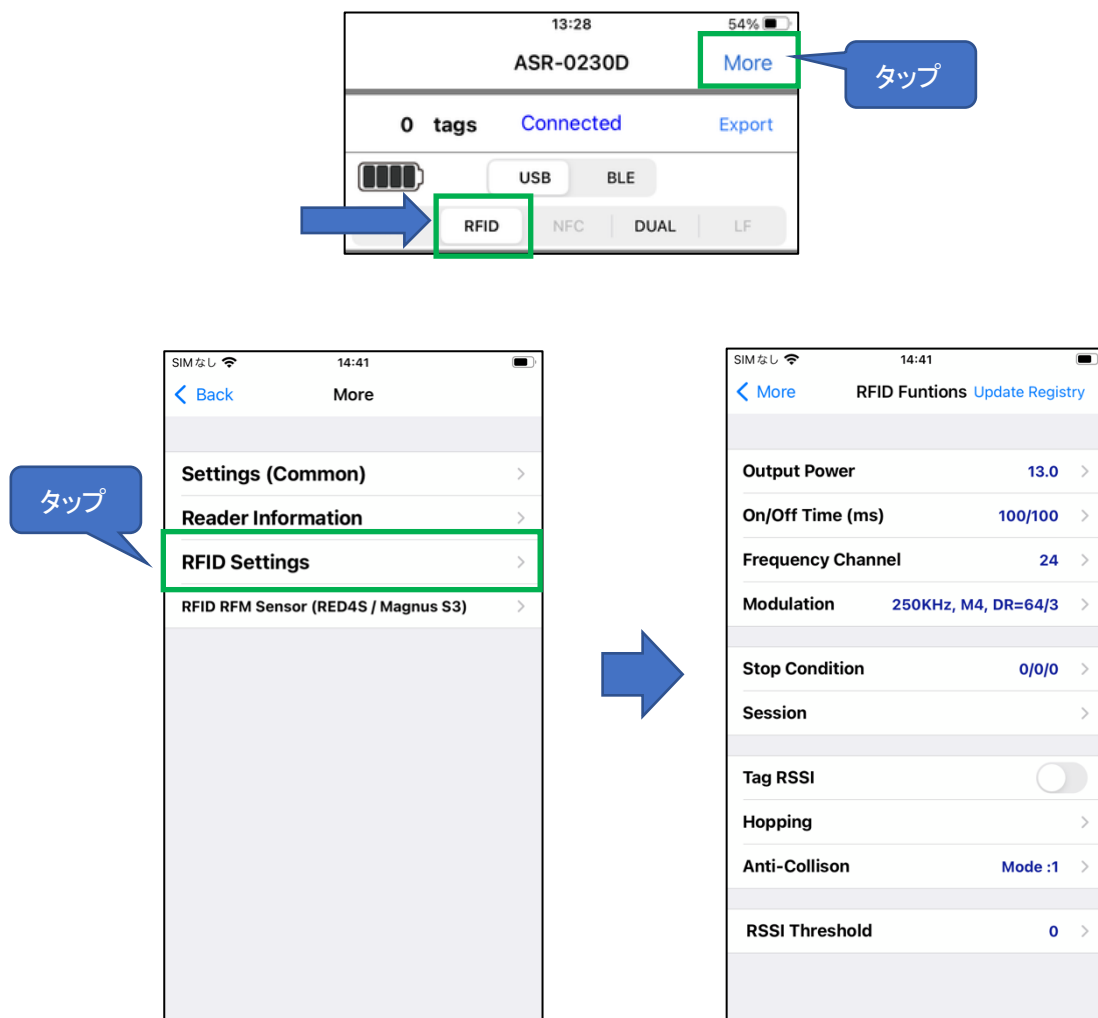 13:28 54%
ASR-0230D More
タップ
0 tags Connected Export
USB BLE
RFID NFC DUAL LF
SIMなし 14:41
Back More
Settings (Common)
Reader Information
タップ
RFID Settings
RFID RFM Sensor (RED4S / Magnus S3)
SIMなし 14:41
More RFID Funtions Update Registry
Output Power 13.0
On/Off Time (ms) 100/100
Frequency Channel 24
Modulation 250KHz, M4, DR=64/3
Stop Condition 0/0/0
Session
Tag RSSI
Hopping
Anti-Collison Mode :1
RSSI Threshold 0